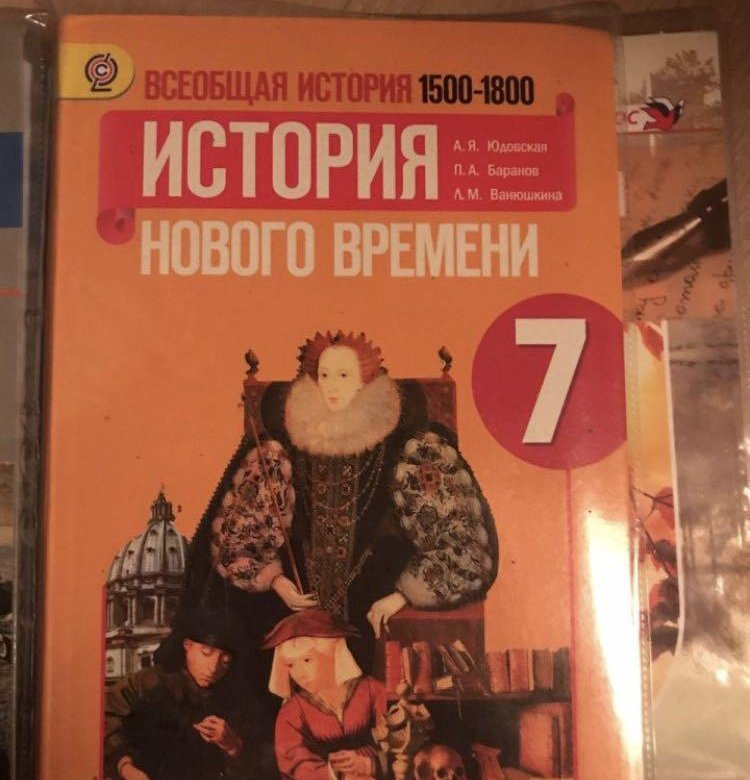 ВСЕОБЩАЯ ИСТОРИЯ 1500-1800
ИСТОРИЯ
А. Я. Юдовская
П. А. Баранов
Л. М. Ванюшкина
НОВОГО ВРЕМЕНИ
7